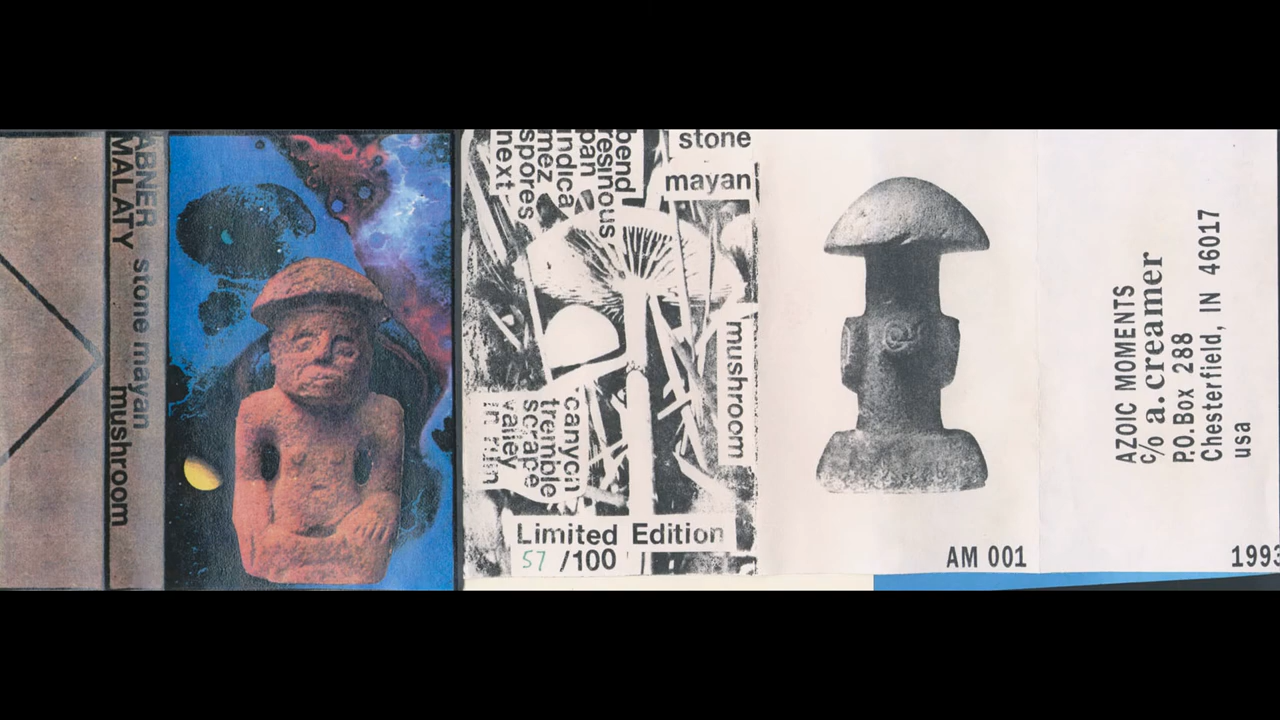 ABNER
MALATY
stone mayan
mushroom
bend
resinous
pan
indica
mez
spores
next
stone
mayan
mushroom
tremble
scrape
valley
Limited Edition
57 /100
AM 001
AZOIC MOMENTS
c/o a. creamer
P.O. Box 288
Chesterfield, IN 46017
usa
1993